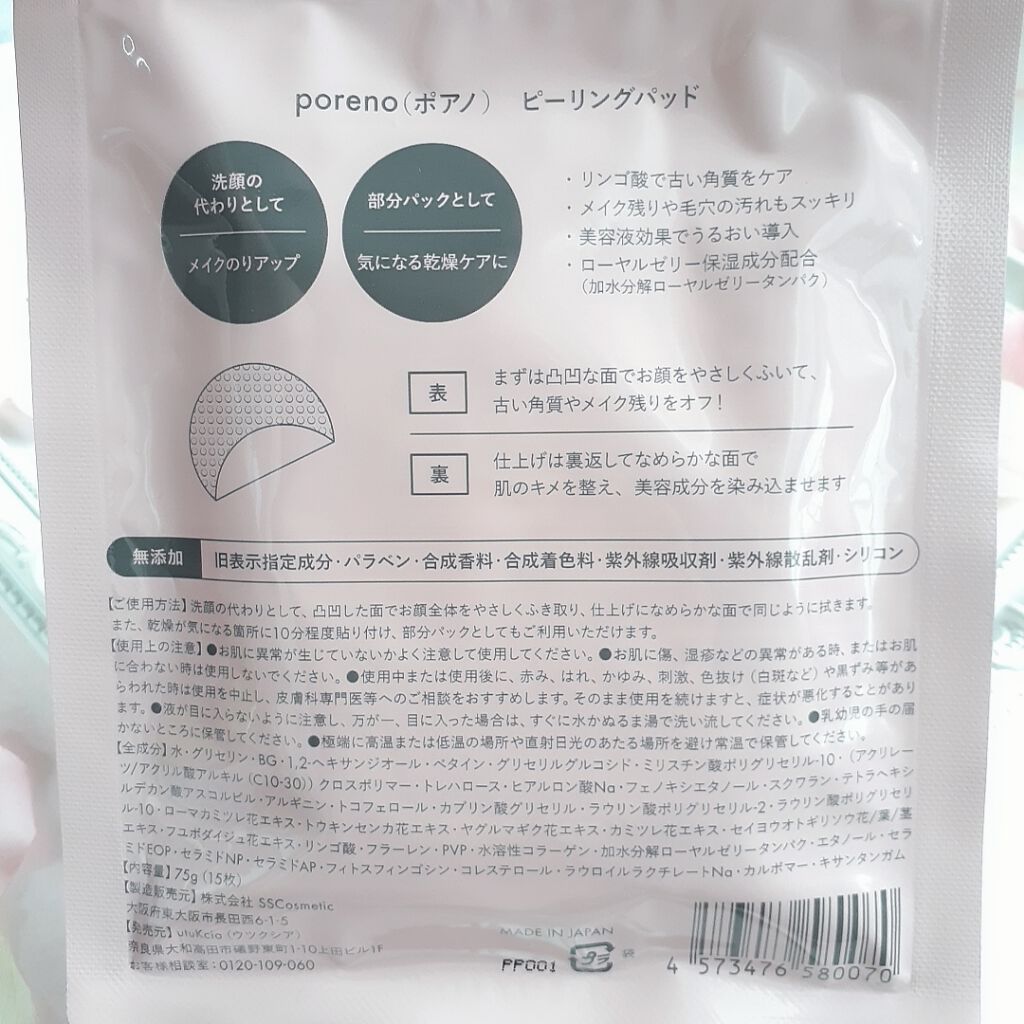 poreno（ポアノ） ピーリングパッド
洗顔の
代わりとして
メイクのりアップ
部分パックとして
気になる乾燥ケアに
・リンゴ酸で古い角質をケア
・メイク残りや毛穴の汚れもスッキリ
・美容液効果でうるおい導入
・ローヤルゼリー保湿成分配合
（加水分解ローヤルゼリータンパク）
表
まずは凸凹な面でお顔をやさしくふいて、
古い角質やメイク残りをオフ！
裏
仕上げは裏返してなめらかな面で
肌のキメを整え、美容成分を染み込ませます
無添加 旧表示指定成分・パラベン・合成香料・合成着色料・紫外線吸収剤・紫外線散乱剤・シリコン
【ご使用方法】洗顔の代わりとして、凸凹した面でお顔全体をやさしくふき取り、仕上げになめらかな面で同じように拭きます。
また、乾燥が気になる箇所に10分程度貼り付け、部分パックとしてもご利用いただけます。
【使用上の注意】●お肌に異常が生じていないかよく注意して使用してください。●お肌に傷、湿疹などの異常がある時、またはお肌
に合わない時は使用しないでください。●使用中または使用後に、赤み、はれ、かゆみ、刺激、色抜け（白斑など）や黒ずみ等があ
らわれた時は使用を中止し、皮膚科専門医等へのご相談をおすすめします。そのまま使用を続けますと、症状が悪化することがあり
ます。●液が目に入らないように注意し、万が一、目に入った場合は、すぐに水かぬるま湯で洗い流してください。●乳幼児の手の届
かないところに保管してください。●極端に高温または低温の場所や直射日光のあたる場所を避け常温で保管してください。
【全成分】水・グリセリン・BG・1,2-ヘキサンジオール・ベタイン・グリセリルグルコシド・ミリスチン酸ポリグリセリル-10・（アクリレー
ツ/アクリル酸アルキル（C10-30））クロスポリマー・トレハロース・ヒアルロン酸Na・フェノキシエタノール・スクワラン・テトラヘキシ
ルデカン酸アスコルビル・アルギニン・トコフェロール・カプリン酸グリセリル・ラウリン酸ポリグリセリル-2・ラウリン酸ポリグリセリ
ル-10・ローマカミツレ花エキス・トウキンセンカ花エキス・ヤグルマギク花エキス・カミツレ花エキス・セイヨウオトギリソウ花/葉/茎
エキス・フユボダイジュ花エキス・リンゴ酸・フラーレン・PVP・水溶性コラーゲン・加水分解ローヤルゼリータンパク・エタノール・セラ
ミドEOP・セラミドNP・セラミドAP・フィトスフィンゴシン・コレステロール・ラウロイルラクチレートNa・カルボマー・キサンタンガム
【内容量】75g（15枚）
【製造販売元】株式会社 SSCosmetic
大阪府東大阪市長田西6-1-5
【発売元】utuKcia（ウツクシア）
奈良県大和高田市礒野東町1-10上田ビル1F
お客様相談室：0120-109-060
MADE IN JAPAN
PP001
プラ
袋
4 573476 580070